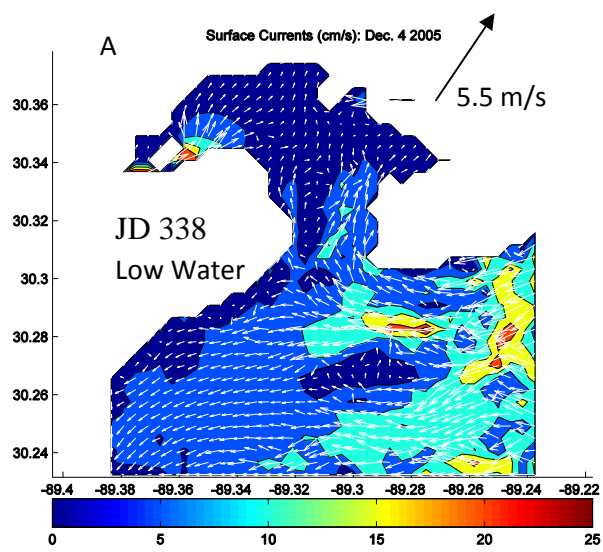 A
Surface Currents (cm/s): Dec. 4 2005
5.5 m/s
30.36
30.34
30.32
30.3
30.28
30.26
30.24
JD 338
Low Water
-89.4 -89.38 -89.36 -89.34 -89.32 -89.3 -89.28 -89.26 -89.24 -89.22
0 5 10 15 20 25